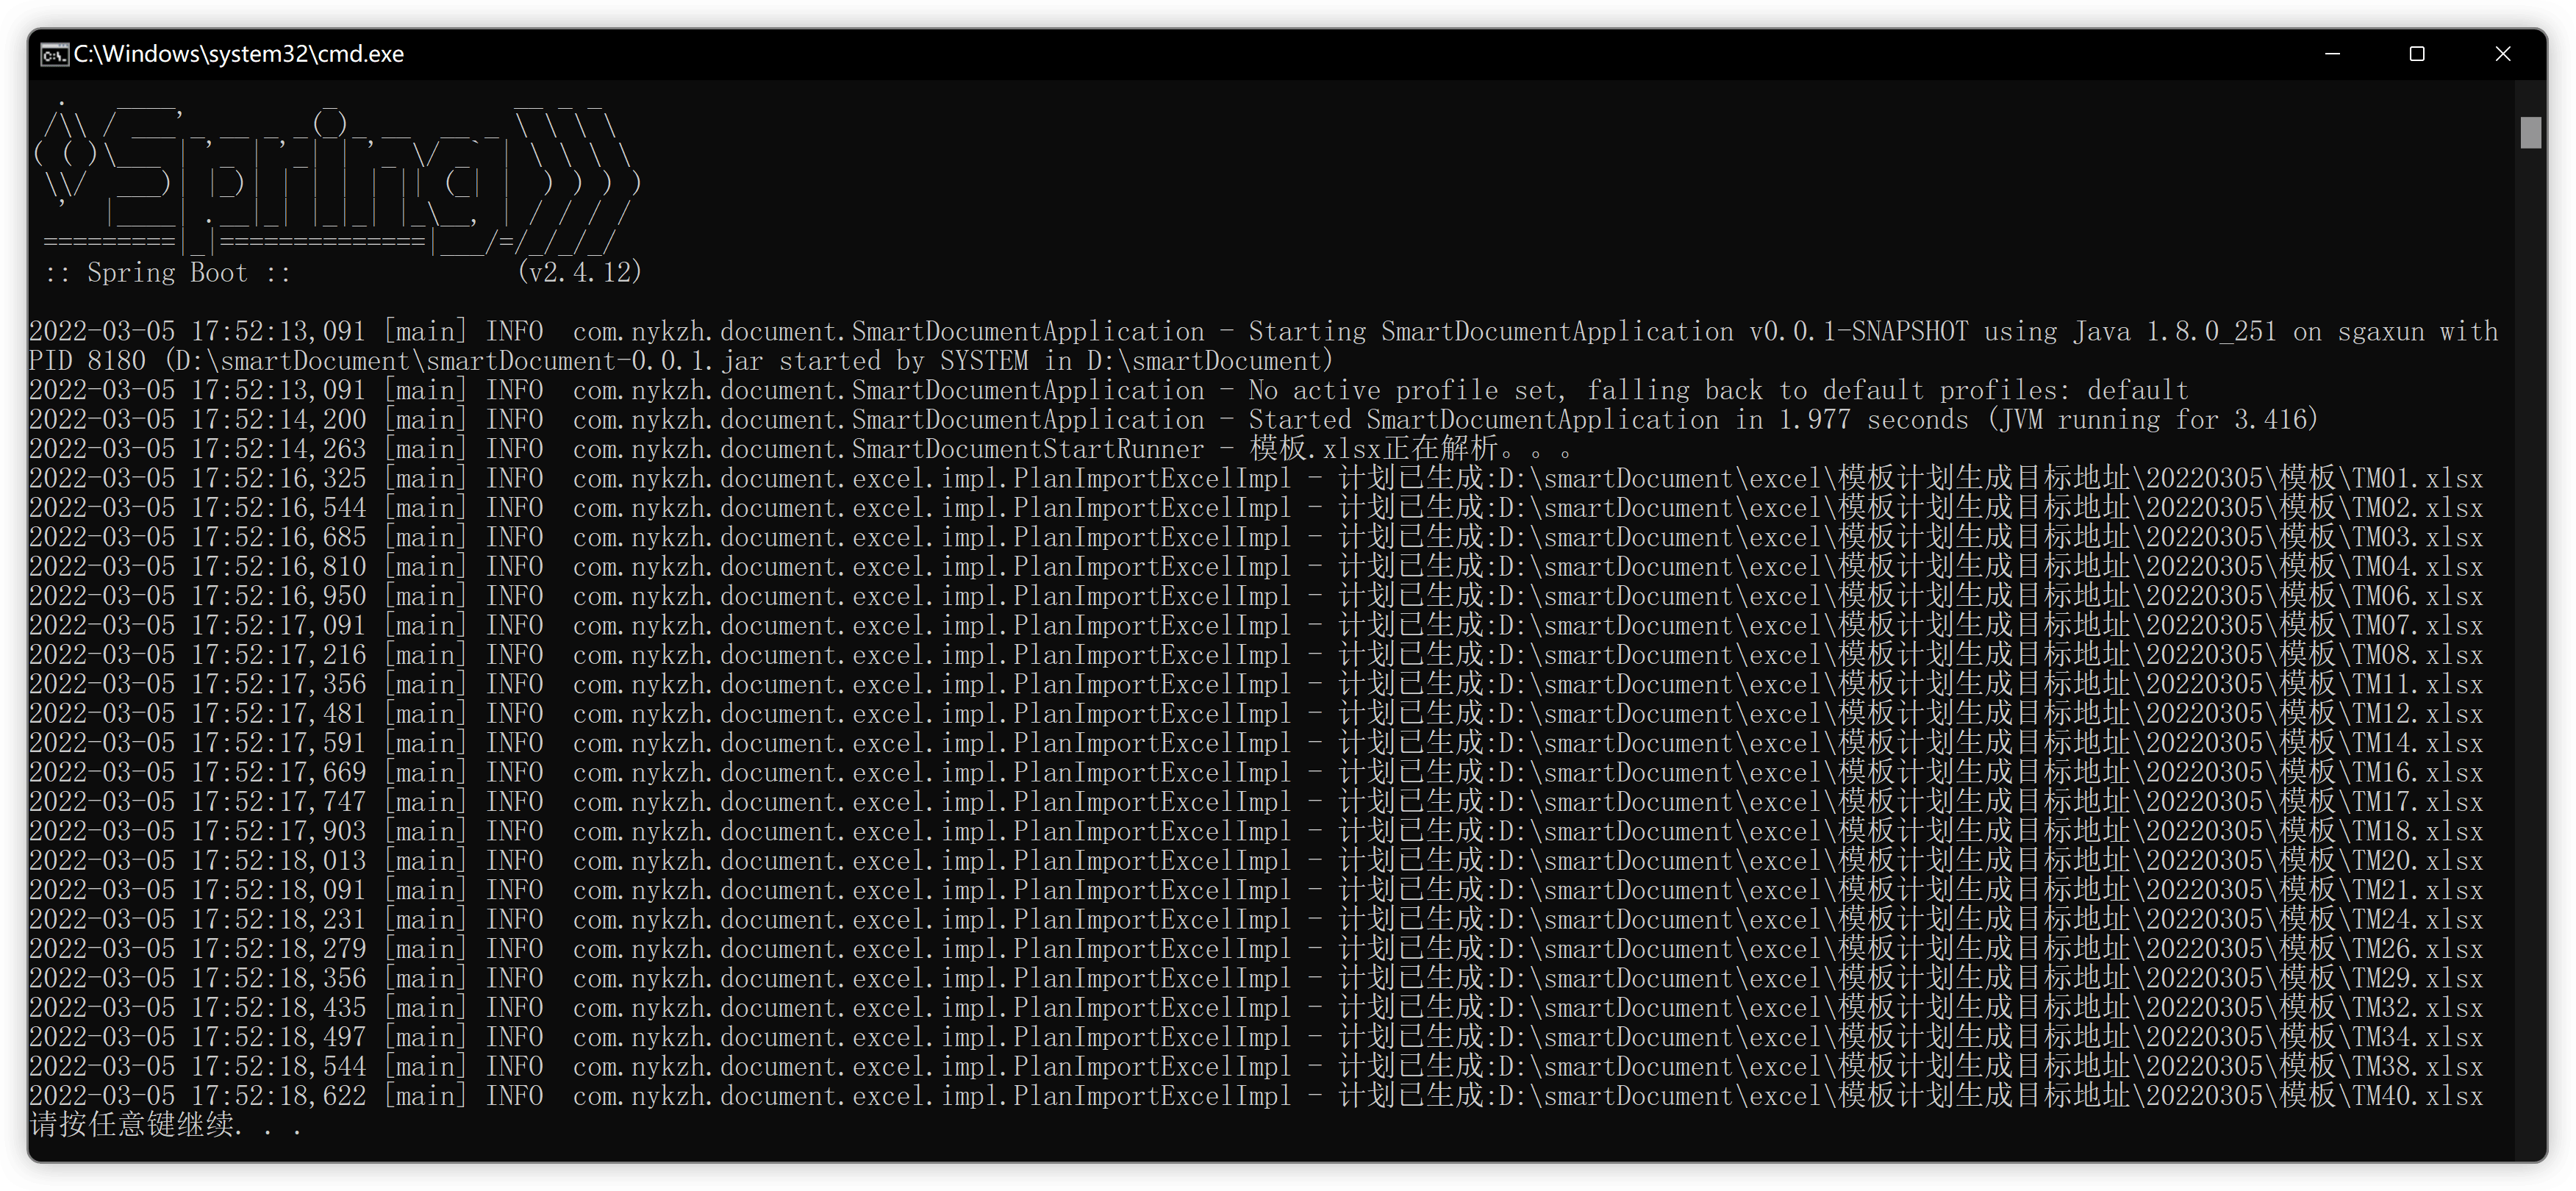 C:\Windows\system32\cmd.exe
  .   ____          _            __ _ _
 /\\ / ___'_ __ _ _(_)_ __  __ _ \ \ \ \
( ( )\___ | '_ | '_| | '_ \/ _` | \ \ \ \
 \\/  ___)| |_)| | | | | || (_| |  ) ) ) )
  '  |____| .__|_| |_|_| |_\__, | / / / /
 =========|_|==============|___/=/_/_/_/
 :: Spring Boot ::                (v2.4.12)
2022-03-05 17:52:13,091 [main] INFO  com.nykzh.document.SmartDocumentApplication - Starting SmartDocumentApplication v0.0.1-SNAPSHOT using Java 1.8.0_251 on sgaxun with
PID 8180 (D:\smartDocument\smartDocument-0.0.1.jar started by SYSTEM in D:\smartDocument)
2022-03-05 17:52:13,091 [main] INFO  com.nykzh.document.SmartDocumentApplication - No active profile set, falling back to default profiles: default
2022-03-05 17:52:14,200 [main] INFO  com.nykzh.document.SmartDocumentApplication - Started SmartDocumentApplication in 1.977 seconds (JVM running for 3.416)
2022-03-05 17:52:14,263 [main] INFO  com.nykzh.document.SmartDocumentStartRunner - 模板.xlsx正在解析。。。
2022-03-05 17:52:16,325 [main] INFO  com.nykzh.document.excel.impl.PlanImportExcelImpl - 计划已生成:D:\smartDocument\excel\模板计划生成目标地址\20220305\模板\TM01.xlsx
2022-03-05 17:52:16,544 [main] INFO  com.nykzh.document.excel.impl.PlanImportExcelImpl - 计划已生成:D:\smartDocument\excel\模板计划生成目标地址\20220305\模板\TM02.xlsx
2022-03-05 17:52:16,685 [main] INFO  com.nykzh.document.excel.impl.PlanImportExcelImpl - 计划已生成:D:\smartDocument\excel\模板计划生成目标地址\20220305\模板\TM03.xlsx
2022-03-05 17:52:16,810 [main] INFO  com.nykzh.document.excel.impl.PlanImportExcelImpl - 计划已生成:D:\smartDocument\excel\模板计划生成目标地址\20220305\模板\TM04.xlsx
2022-03-05 17:52:16,950 [main] INFO  com.nykzh.document.excel.impl.PlanImportExcelImpl - 计划已生成:D:\smartDocument\excel\模板计划生成目标地址\20220305\模板\TM06.xlsx
2022-03-05 17:52:17,091 [main] INFO  com.nykzh.document.excel.impl.PlanImportExcelImpl - 计划已生成:D:\smartDocument\excel\模板计划生成目标地址\20220305\模板\TM07.xlsx
2022-03-05 17:52:17,216 [main] INFO  com.nykzh.document.excel.impl.PlanImportExcelImpl - 计划已生成:D:\smartDocument\excel\模板计划生成目标地址\20220305\模板\TM08.xlsx
2022-03-05 17:52:17,356 [main] INFO  com.nykzh.document.excel.impl.PlanImportExcelImpl - 计划已生成:D:\smartDocument\excel\模板计划生成目标地址\20220305\模板\TM11.xlsx
2022-03-05 17:52:17,481 [main] INFO  com.nykzh.document.excel.impl.PlanImportExcelImpl - 计划已生成:D:\smartDocument\excel\模板计划生成目标地址\20220305\模板\TM12.xlsx
2022-03-05 17:52:17,591 [main] INFO  com.nykzh.document.excel.impl.PlanImportExcelImpl - 计划已生成:D:\smartDocument\excel\模板计划生成目标地址\20220305\模板\TM14.xlsx
2022-03-05 17:52:17,669 [main] INFO  com.nykzh.document.excel.impl.PlanImportExcelImpl - 计划已生成:D:\smartDocument\excel\模板计划生成目标地址\20220305\模板\TM16.xlsx
2022-03-05 17:52:17,747 [main] INFO  com.nykzh.document.excel.impl.PlanImportExcelImpl - 计划已生成:D:\smartDocument\excel\模板计划生成目标地址\20220305\模板\TM17.xlsx
2022-03-05 17:52:17,903 [main] INFO  com.nykzh.document.excel.impl.PlanImportExcelImpl - 计划已生成:D:\smartDocument\excel\模板计划生成目标地址\20220305\模板\TM18.xlsx
2022-03-05 17:52:18,013 [main] INFO  com.nykzh.document.excel.impl.PlanImportExcelImpl - 计划已生成:D:\smartDocument\excel\模板计划生成目标地址\20220305\模板\TM20.xlsx
2022-03-05 17:52:18,091 [main] INFO  com.nykzh.document.excel.impl.PlanImportExcelImpl - 计划已生成:D:\smartDocument\excel\模板计划生成目标地址\20220305\模板\TM21.xlsx
2022-03-05 17:52:18,231 [main] INFO  com.nykzh.document.excel.impl.PlanImportExcelImpl - 计划已生成:D:\smartDocument\excel\模板计划生成目标地址\20220305\模板\TM24.xlsx
2022-03-05 17:52:18,279 [main] INFO  com.nykzh.document.excel.impl.PlanImportExcelImpl - 计划已生成:D:\smartDocument\excel\模板计划生成目标地址\20220305\模板\TM26.xlsx
2022-03-05 17:52:18,356 [main] INFO  com.nykzh.document.excel.impl.PlanImportExcelImpl - 计划已生成:D:\smartDocument\excel\模板计划生成目标地址\20220305\模板\TM29.xlsx
2022-03-05 17:52:18,435 [main] INFO  com.nykzh.document.excel.impl.PlanImportExcelImpl - 计划已生成:D:\smartDocument\excel\模板计划生成目标地址\20220305\模板\TM32.xlsx
2022-03-05 17:52:18,497 [main] INFO  com.nykzh.document.excel.impl.PlanImportExcelImpl - 计划已生成:D:\smartDocument\excel\模板计划生成目标地址\20220305\模板\TM34.xlsx
2022-03-05 17:52:18,544 [main] INFO  com.nykzh.document.excel.impl.PlanImportExcelImpl - 计划已生成:D:\smartDocument\excel\模板计划生成目标地址\20220305\模板\TM38.xlsx
2022-03-05 17:52:18,622 [main] INFO  com.nykzh.document.excel.impl.PlanImportExcelImpl - 计划已生成:D:\smartDocument\excel\模板计划生成目标地址\20220305\模板\TM40.xlsx
请按任意键继续. . .